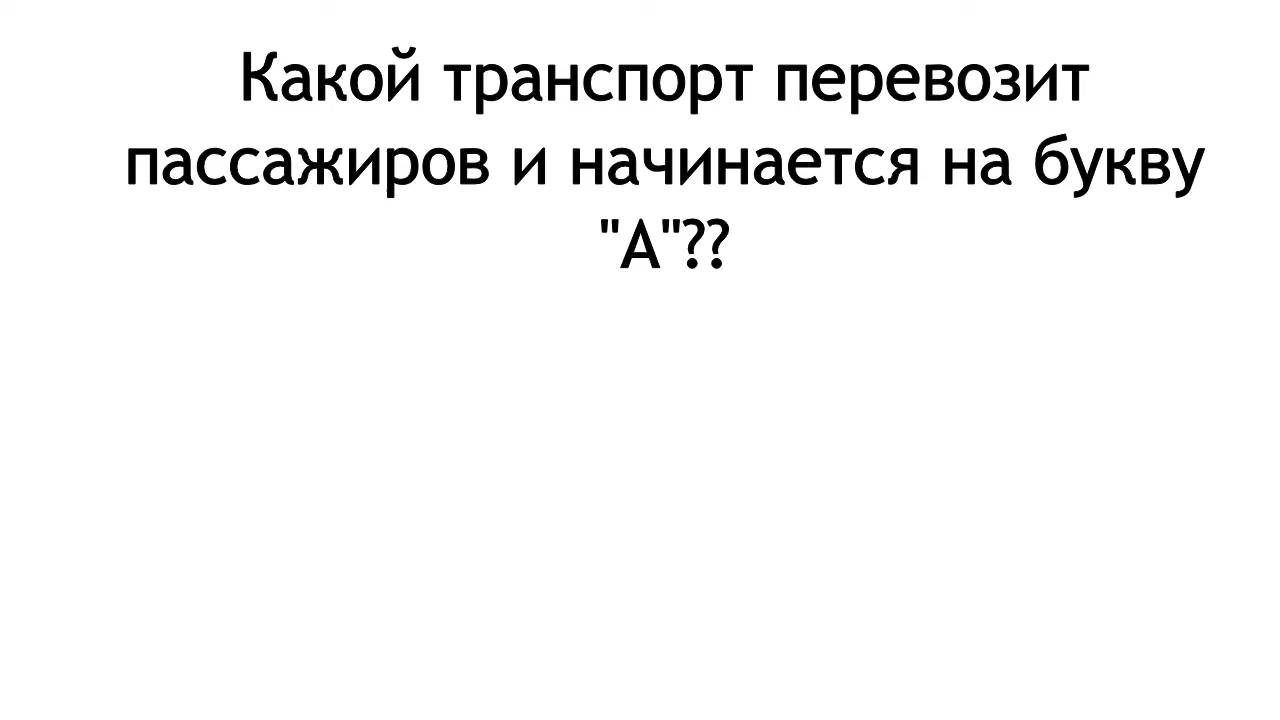 Какой транспорт перевозит
пассажиров и начинается на букву
"А"??